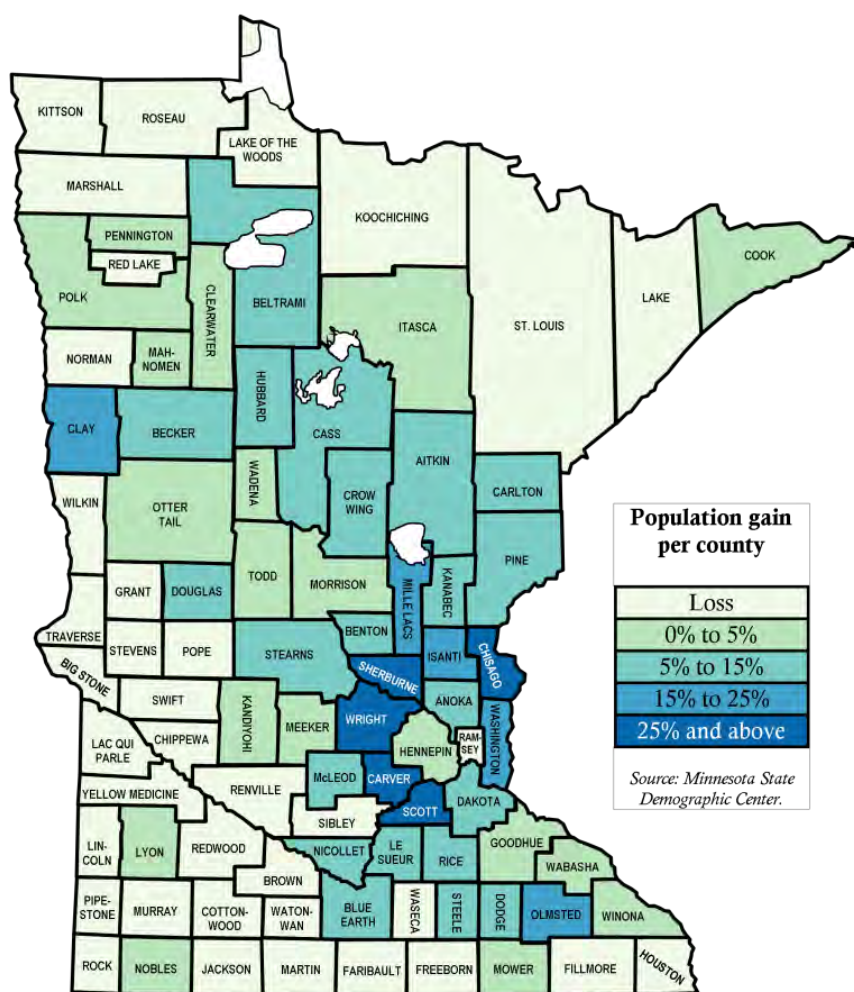 KITTSON
ROSEAU
LAKE OF THE
WOODS
MARSHALL
KOOCHICHING
PENNINGTON
RED LAKE
POLK
CLEARWATER
BELTRAMI
ITASCA
ST. LOUIS
LAKE
COOK
NORMAN
MAH-
NOMEN
HUBBARD
CLAY
BECKER
CASS
AITKIN
WADENA
CROW
WING
CARLTON
WILKIN
OTTER
TAIL
PINE
GRANT
DOUGLAS
TODD
MORRISON
MILLE LACS
KANABEC
TRAVERSE
STEVENS
POPE
STEARNS
BENTON
ISANTI
CHISAGO
BIG STONE
SWIFT
SHERBURNE
ANOKA
WASHINGTON
KANDIYOHI
MEEKER
WRIGHT
HENNEPIN
RAM-
SEY
LAC QUI
PARLE
CHIPPEWA
McLEOD
CARVER
YELLOW MEDICINE
RENVILLE
SCOTT
DAKOTA
SIBLEY
LIN-
COLN
LYON
REDWOOD
NICOLLET
LE
SUEUR
RICE
GOODHUE
WABASHA
BROWN
PIPE-
STONE
MURRAY
COTTON-
WOOD
WATON-
WAN
BLUE
EARTH
WASECA
STEELE
DODGE
OLMSTED
WINONA
ROCK
NOBLES
JACKSON
MARTIN
FARIBAULT
FREEBORN
MOWER
FILLMORE
HOUSTON
Population gain
per county
Loss
0% to 5%
5% to 15%
15% to 25%
25% and above
Source: Minnesota State
Demographic Center.